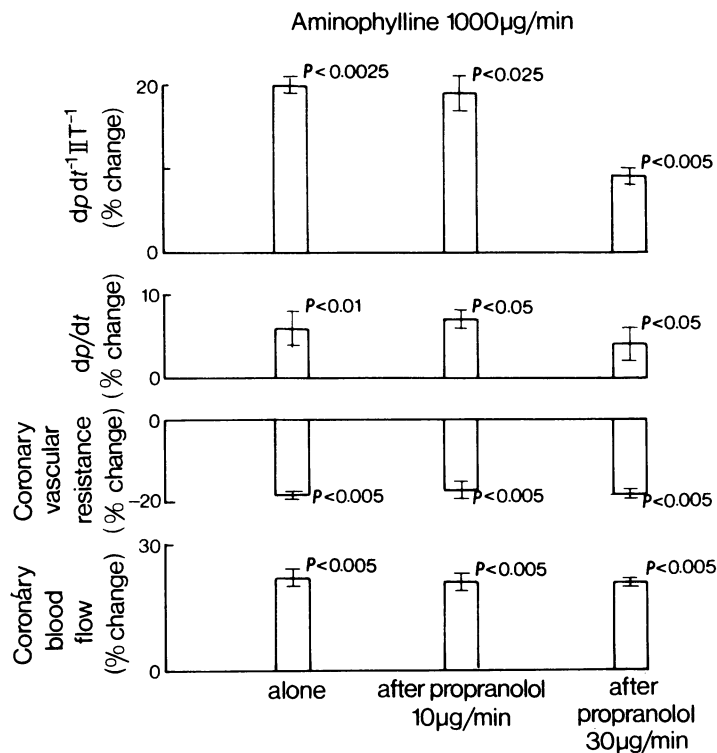 Aminophylline 1000µg/min
dp dt⁻¹ IIT⁻¹
(% change)
20
0
P<0.0025
P<0.025
P<0.005
dp/dt
(% change)
10
0
P<0.01
P<0.05
P<0.05
Coronary
vascular
resistance
(% change)
0
−20
P<0.005
P<0.005
P<0.005
Coronary
blood
flow
(% change)
30
0
P<0.005
P<0.005
P<0.005
alone
after propranolol
10µg/min
after
propranolol
30µg/min